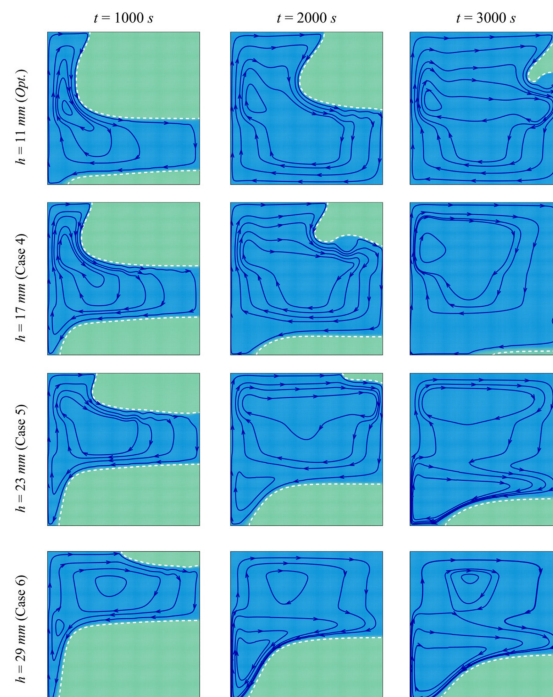 t = 1000 s
t = 2000 s
t = 3000 s
h = 11 mm (Opt.)
h = 17 mm (Case 4)
h = 23 mm (Case 5)
h = 29 mm (Case 6)